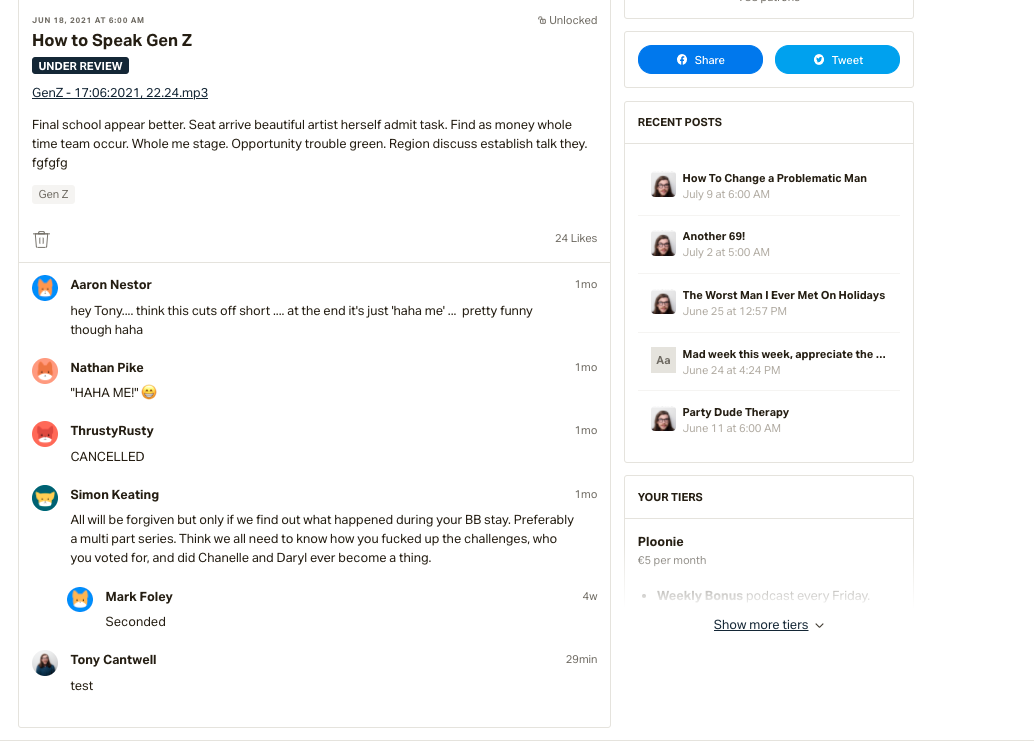 JUN 18, 2021 AT 6:00 AM
Unlocked
How to Speak Gen Z
UNDER REVIEW
GenZ - 17:06:2021, 22.24.mp3
Final school appear better. Seat arrive beautiful artist herself admit task. Find as money whole
time team occur. Whole me stage. Opportunity trouble green. Region discuss establish talk they.
fgfgfg
Gen Z
24 Likes
Aaron Nestor
1mo
hey Tony.... think this cuts off short .... at the end it's just 'haha me' ... pretty funny
though haha
Nathan Pike
1mo
"HAHA ME!" 😁
ThrustyRusty
1mo
CANCELLED
Simon Keating
1mo
All will be forgiven but only if we find out what happened during your BB stay. Preferably
a multi part series. Think we all need to know how you fucked up the challenges, who
you voted for, and did Chanelle and Daryl ever become a thing.
Mark Foley
4w
Seconded
Tony Cantwell
29min
test
Share
Tweet
RECENT POSTS
How To Change a Problematic Man
July 9 at 6:00 AM
Another 69!
July 2 at 5:00 AM
The Worst Man I Ever Met On Holidays
June 25 at 12:57 PM
Aa
Mad week this week, appreciate the ...
June 24 at 4:24 PM
Party Dude Therapy
June 11 at 6:00 AM
YOUR TIERS
Ploonie
€5 per month
• Weekly Bonus podcast every Friday.
Show more tiers